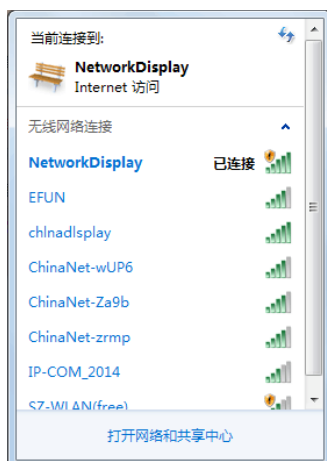 当前连接到:
NetworkDisplay
Internet 访问
无线网络连接
NetworkDisplay 已连接
EFUN
chlnadlsplay
ChinaNet-wUP6
ChinaNet-Za9b
ChinaNet-zrmp
IP-COM_2014
SZ-WLAN(free)
打开网络和共享中心